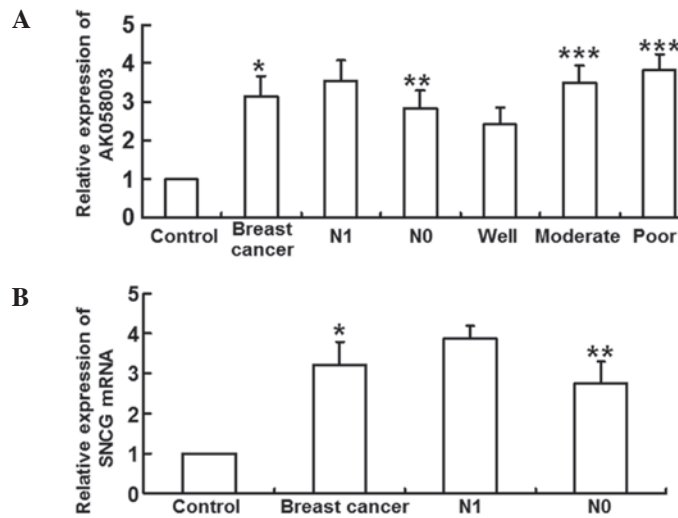 A
Relative expression of
AK058003
5
4
3
2
1
0
*
**
***
***
Control
Breast
cancer
N1
N0
Well
Moderate
Poor
B
Relative expression of
SNCG mRNA
5
4
3
2
1
0
*
**
Control
Breast cancer
N1
N0